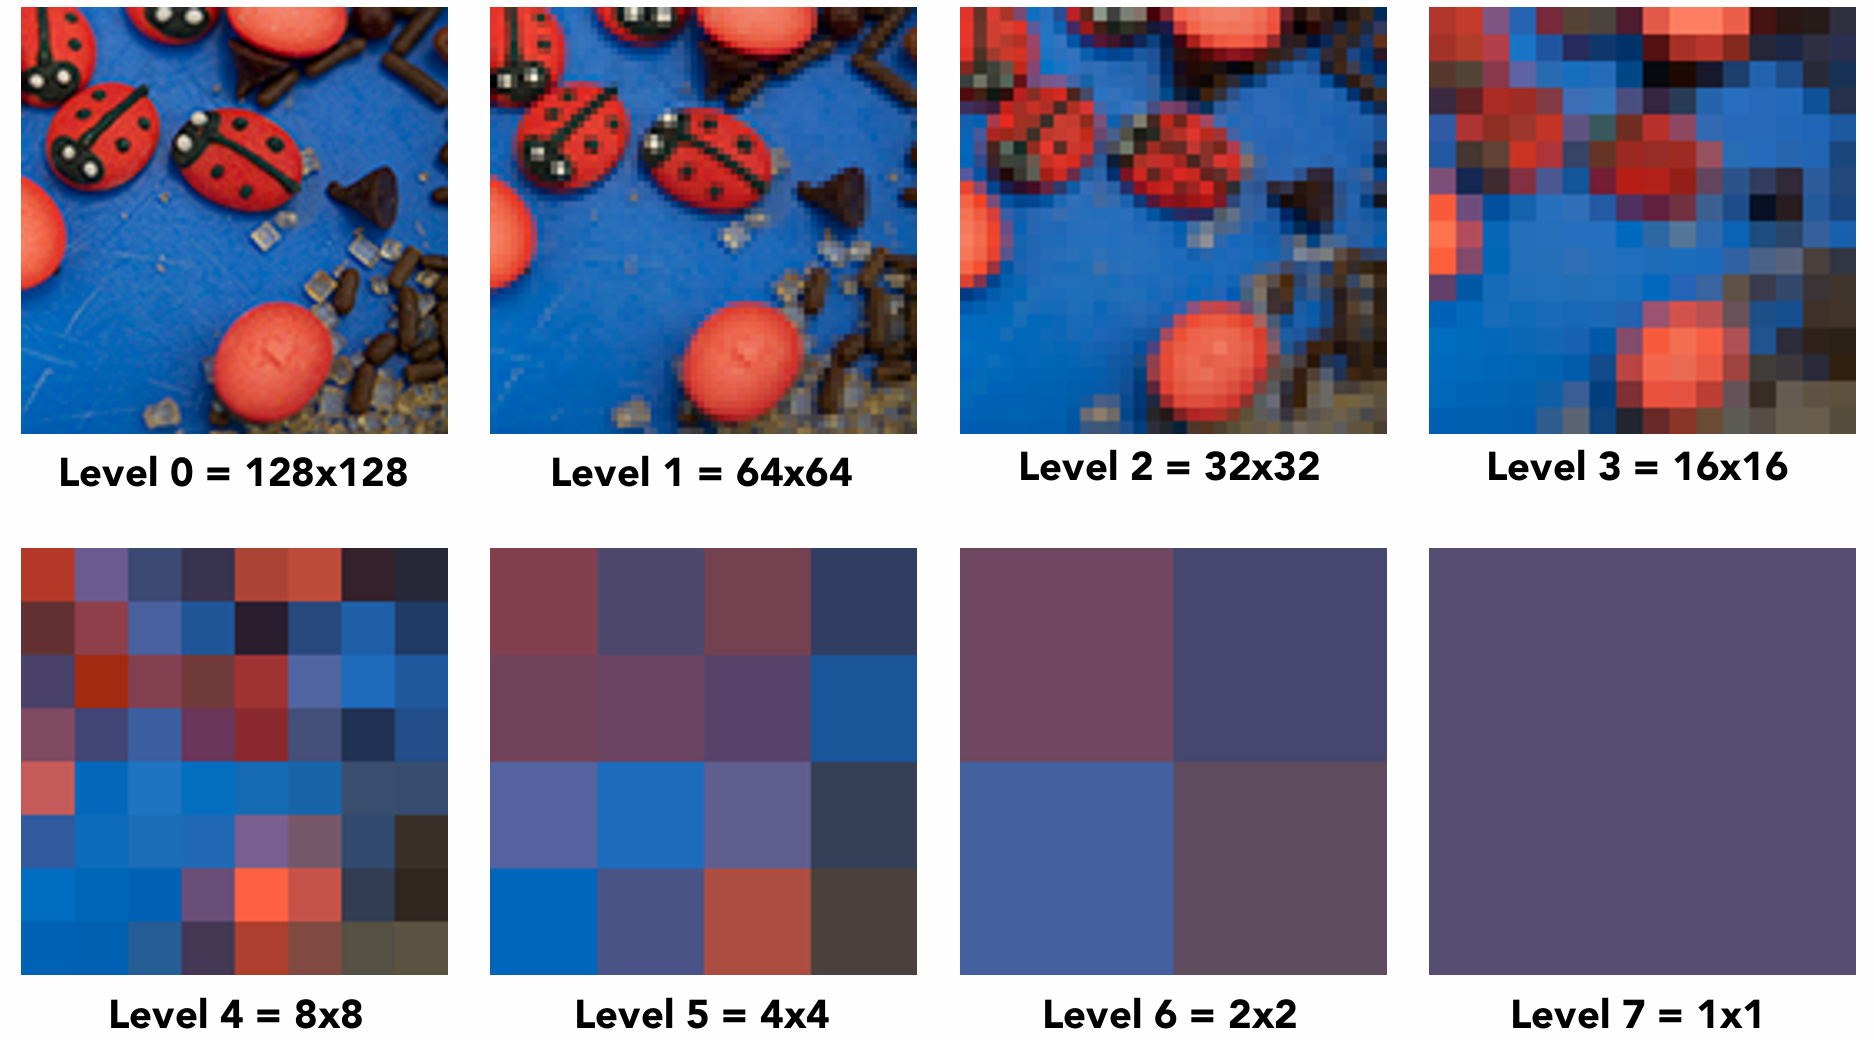 Level 0 = 128x128
Level 1 = 64x64
Level 2 = 32x32
Level 3 = 16x16
Level 4 = 8x8
Level 5 = 4x4
Level 6 = 2x2
Level 7 = 1x1